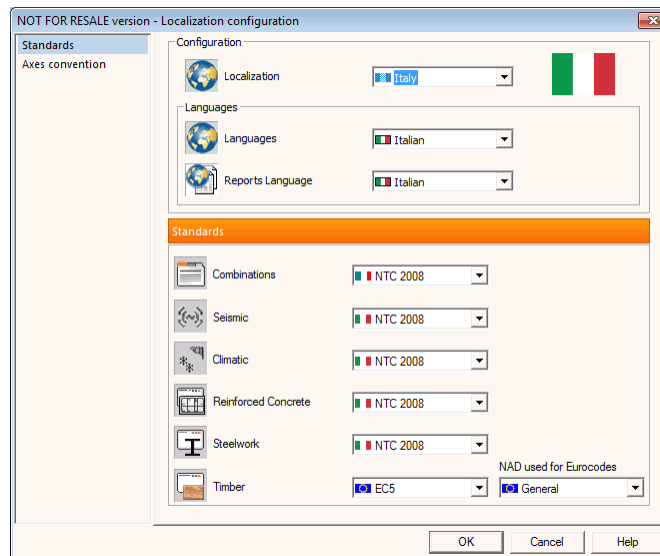 NOT FOR RESALE version - Localization configuration
Standards
Axes convention
Configuration
Localization
Italy
Languages
Languages
Italian
Reports Language
Italian
Standards
Combinations
NTC 2008
Seismic
NTC 2008
Climatic
NTC 2008
Reinforced Concrete
NTC 2008
Steelwork
NTC 2008
NAD used for Eurocodes
Timber
EC5
General
OK
Cancel
Help